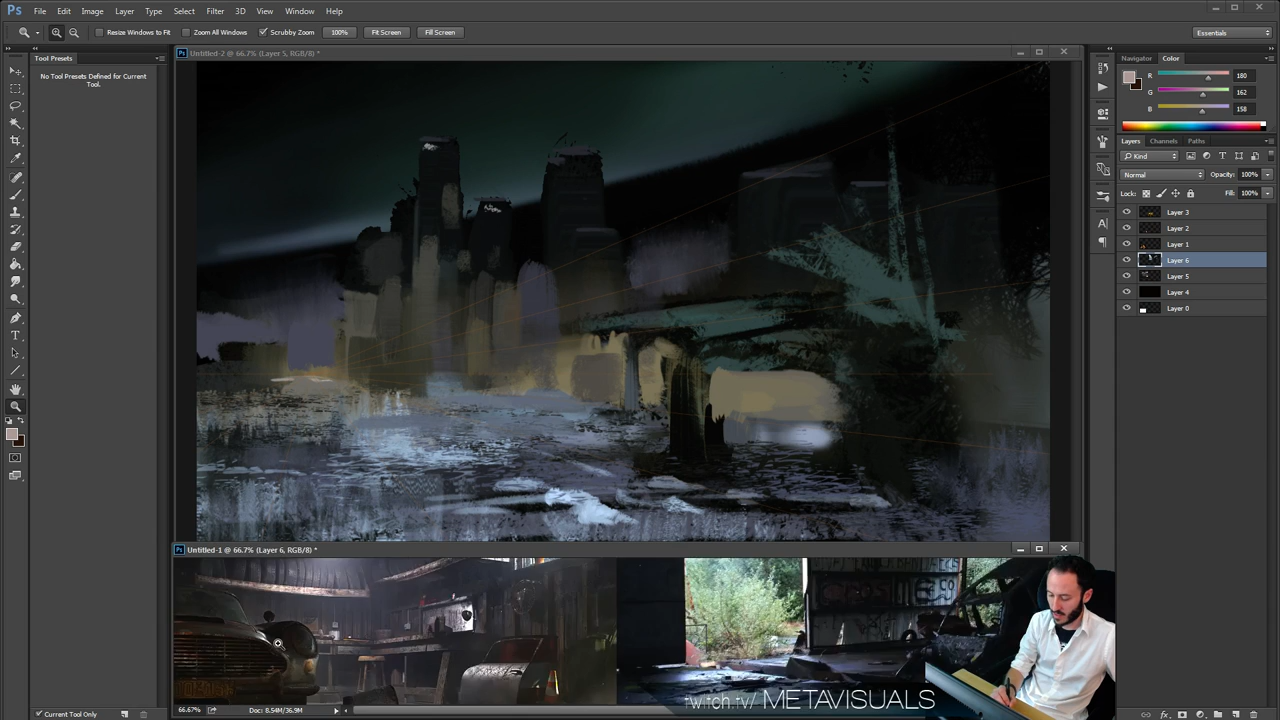 Ps File Edit Image Layer Type Select Filter 3D View Window Help
Resize Windows to Fit Zoom All Windows Scrubby Zoom 100% Fit Screen Fill Screen Essentials
Tool Presets
No Tool Presets Defined for Current
Tool.
Untitled-2 @ 66.7% (Layer 5, RGB/8) *
Navigator Color
R 180
G 162
B 158
Layers Channels Paths
Kind
Normal Opacity: 100%
Lock: Fill: 100%
Layer 3
Layer 2
Layer 1
Layer 6
Layer 5
Layer 4
Layer 0
Untitled-1 @ 66.7% (Layer 6, RGB/8) *
twitch.tv/ METAVISUALS
66.67% Doc: 8.54M/36.9M
Current Tool Only